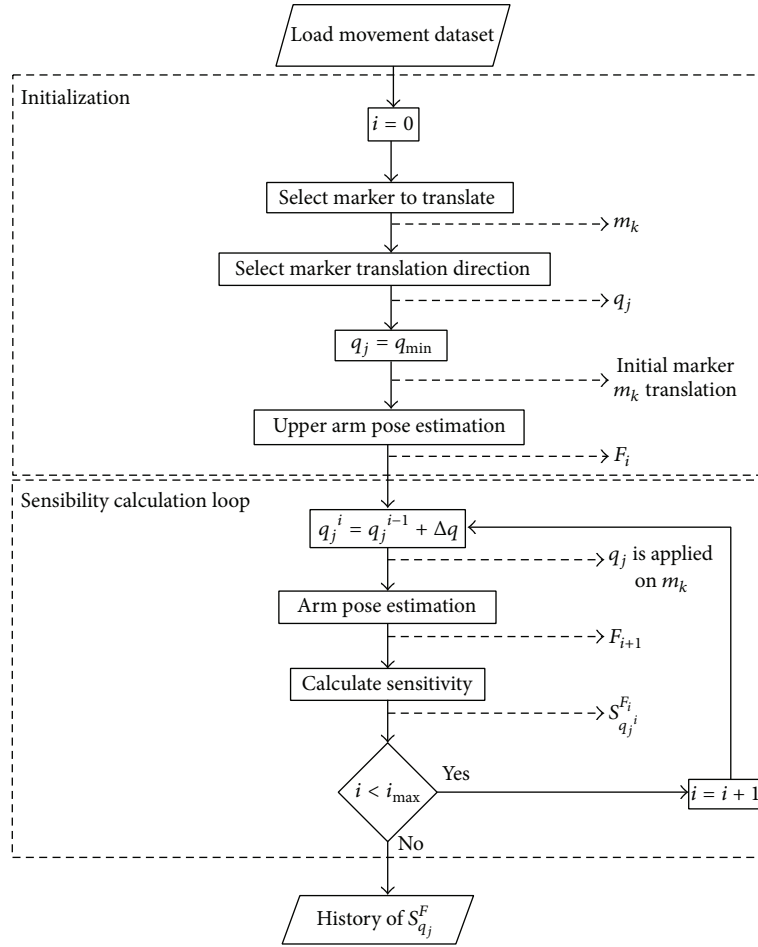 Load movement dataset
Initialization
i = 0
Select marker to translate
m_k
Select marker translation direction
q_j
q_j = q_min
Initial marker
m_k translation
Upper arm pose estimation
F_i
Sensibility calculation loop
q_j^i = q_j^{i−1} + Δq
q_j is applied
on m_k
Arm pose estimation
F_{i+1}
Calculate sensitivity
S_{q_j^i}^{F_i}
Yes
i < i_max
i = i + 1
No
History of S_{q_j}^F